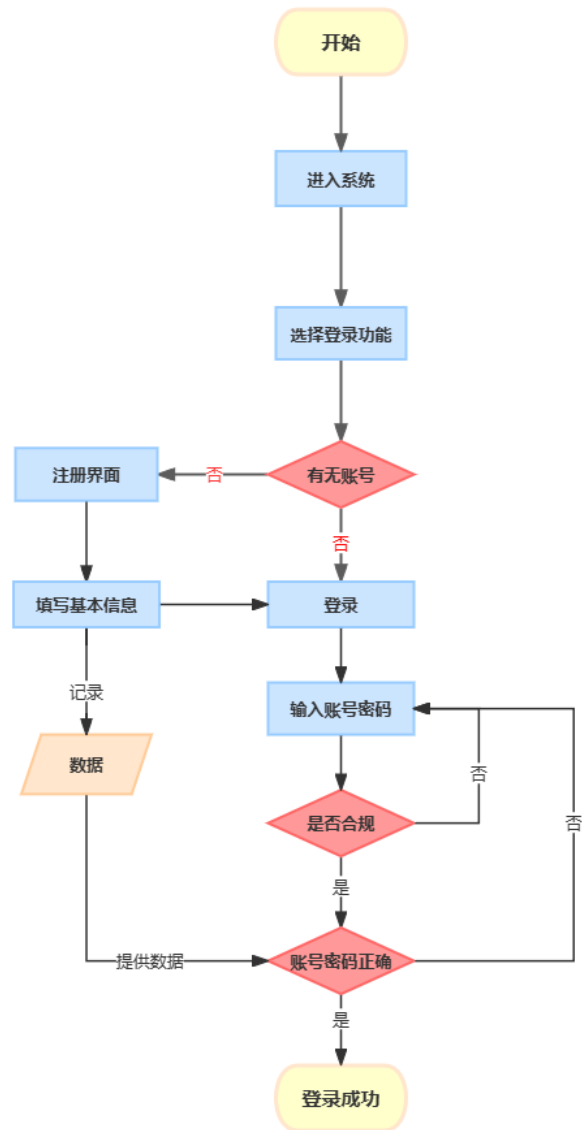 开始
进入系统
选择登录功能
注册界面
否
有无账号
否
填写基本信息
登录
记录
输入账号密码
数据
否
是否合规
否
是
提供数据
账号密码正确
是
登录成功